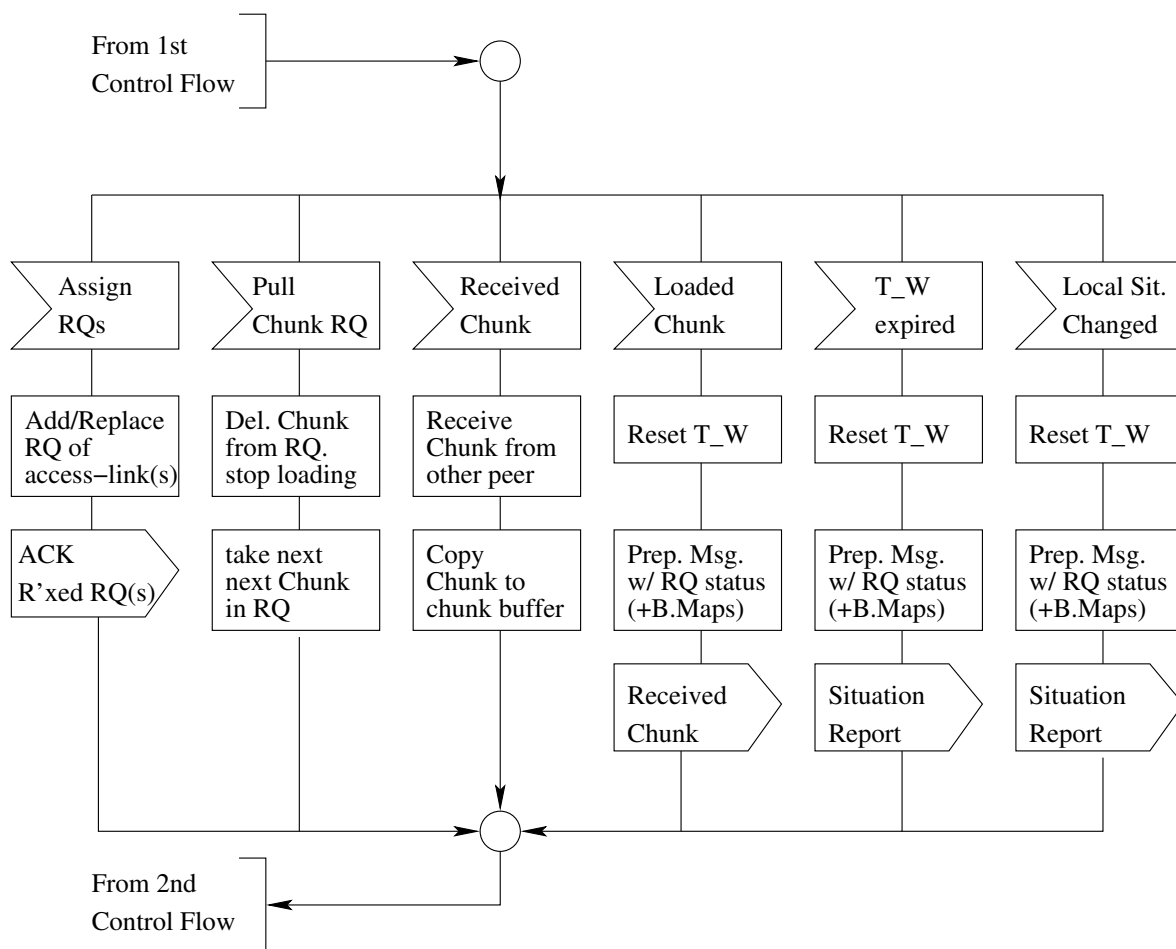 From 1st
Control Flow
Assign
RQs
Pull
Chunk RQ
Received
Chunk
Loaded
Chunk
T_W
expired
Local Sit.
Changed
Add/Replace
RQ of
access−link(s)
Del. Chunk
from RQ.
stop loading
Receive
Chunk from
other peer
Reset T_W
Reset T_W
Reset T_W
ACK
R'xed RQ(s)
take next
next Chunk
in RQ
Copy
Chunk to
chunk buffer
Prep. Msg.
w/ RQ status
(+B.Maps)
Prep. Msg.
w/ RQ status
(+B.Maps)
Prep. Msg.
w/ RQ status
(+B.Maps)
Received
Chunk
Situation
Report
Situation
Report
From 2nd
Control Flow